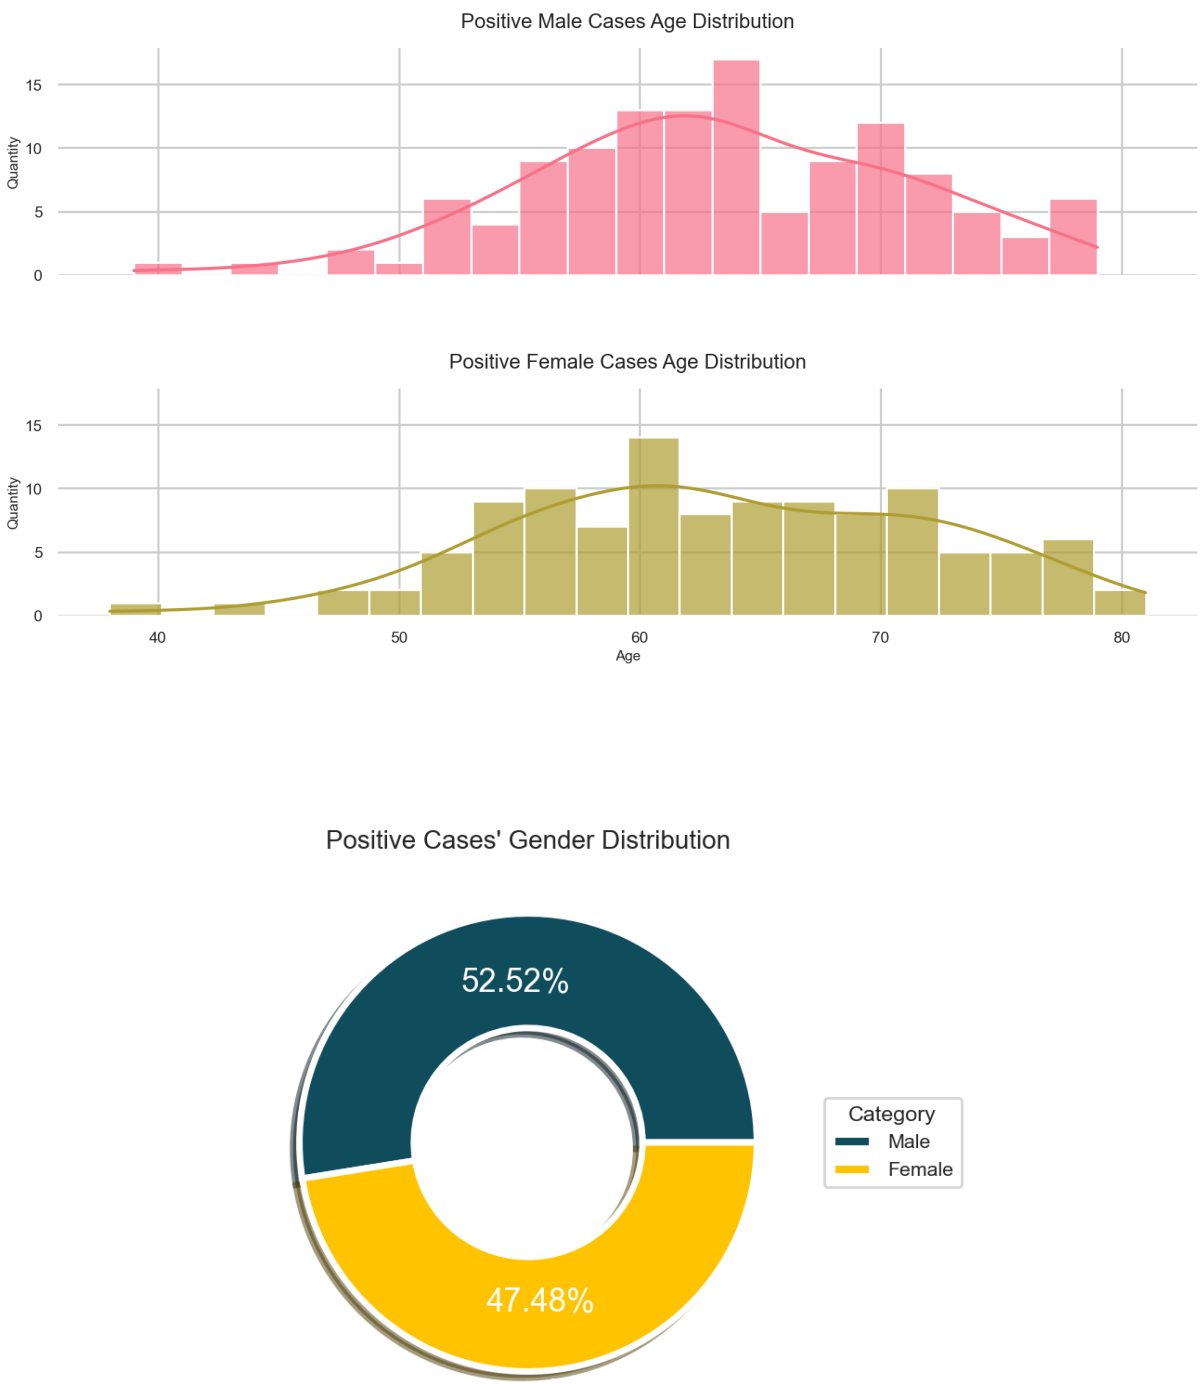 Positive Male Cases Age Distribution
15
10
5
0
Quantity
Positive Female Cases Age Distribution
15
10
5
0
Quantity
40 50 60 70 80
Age
Positive Cases' Gender Distribution
52.52%
47.48%
Category
Male
Female